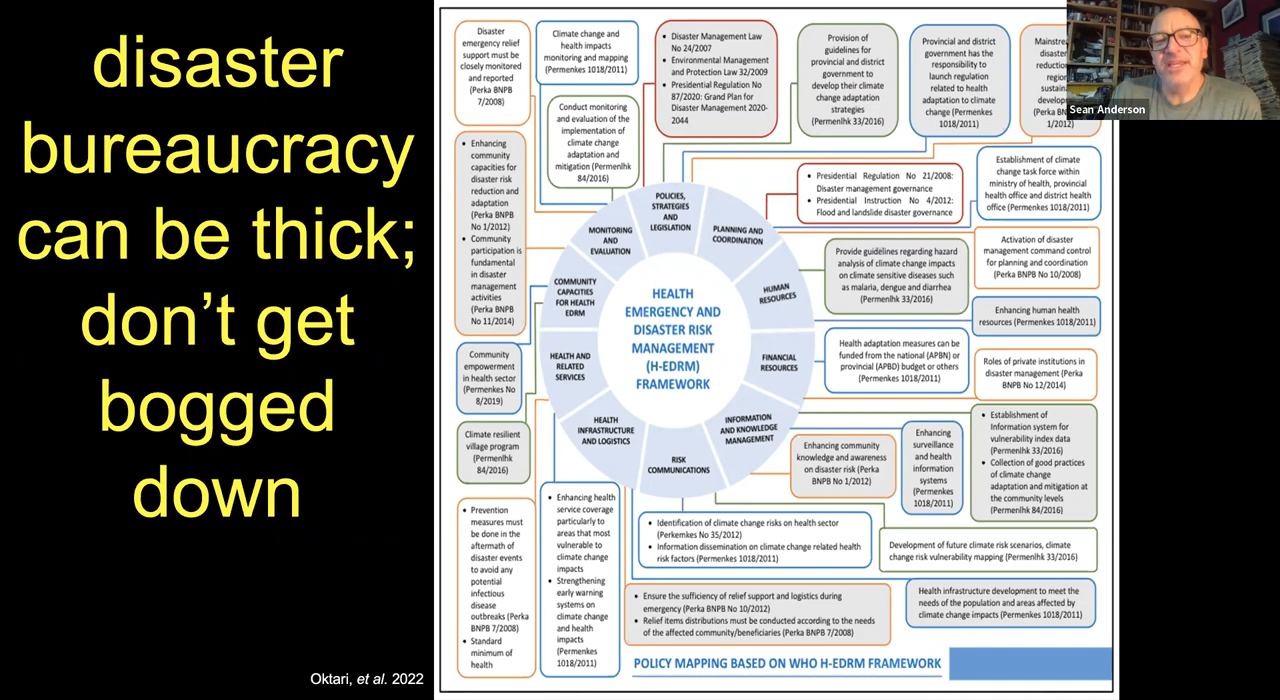 disaster
bureaucracy
can be thick;
don't get
bogged
down
Oktari, et al. 2022
Disaster
emergency relief
support must be
closely monitored
and reported
(Perka BNPB
7/2008)
Climate change and
health impacts
monitoring and mapping
(Permenkes 1018/2011)
Conduct monitoring
and evaluation of the
implementation of
climate change
adaptation and
mitigation (Permenlhk
84/2016)
• Disaster Management Law
No 24/2007
• Environmental Management
and Protection Law 32/2009
• Presidential Regulation No
87/2020: Grand Plan for
Disaster Management 2020-
2044
Provision of
guidelines for
provincial and district
government to
develop their climate
change adaptation
strategies
(Permenlhk 33/2016)
Provincial and district
government has the
responsibility to
launch regulation
related to health
adaptation to climate
change (Permenkes
1018/2011)
Mainstre
disaste
reductio
region
sustain
develop
(Perka BN
1/2012)
Sean Anderson
• Enhancing
community
capacities for
disaster risk
reduction and
adaptation
(Perka BNPB
No 1/2012)
• Community
participation is
fundamental
in disaster
management
activities
(Perka BNPB
No 11/2014)
• Presidential Regulation No 21/2008:
Disaster management governance
• Presidential Instruction No 4/2012:
Flood and landslide disaster governance
Establishment of climate
change task force within
ministry of health, provincial
health office and district health
office (Permenkes 1018/2011)
Provide guidelines regarding hazard
analysis of climate change impacts
on climate sensitive diseases such
as malaria, dengue and diarrhea
(Permenlhk 33/2016)
Activation of disaster
management command control
for planning and coordination
(Perka BNPB No 10/2008)
Enhancing human health
resources (Permenkes 1018/2011)
Health adaptation measures can be
funded from the national (APBN) or
provincial (APBD) budget or others
(Permenkes 1018/2011)
Roles of private institutions in
disaster management (Perka
BNPB No 12/2014)
POLICIES,
STRATEGIES
AND
LEGISLATION
PLANNING AND
COORDINATION
HUMAN
RESOURCES
FINANCIAL
RESOURCES
INFORMATION
AND KNOWLEDGE
MANAGEMENT
RISK
COMMUNICATIONS
HEALTH
INFRASTRUCTURE
AND LOGISTICS
HEALTH AND
RELATED
SERVICES
COMMUNITY
CAPACITIES
FOR HEALTH
EDRM
MONITORING
AND
EVALUATION
HEALTH
EMERGENCY AND
DISASTER RISK
MANAGEMENT
(H-EDRM)
FRAMEWORK
Community
empowerment
in health sector
(Permenkes No
8/2019)
Climate resilient
village program
(Permenlhk
84/2016)
• Prevention
measures must
be done in the
aftermath of
disaster events
to avoid any
potential
infectious
disease
outbreaks (Perka
BNPB 7/2008)
• Standard
minimum of
health
• Enhancing health
service coverage
particularly to
areas that most
vulnerable to
climate change
impacts
• Strengthening
early warning
systems on
climate change
and health
impacts
(Permenkes
1018/2011)
Enhancing community
knowledge and awareness
on disaster risk (Perka
BNPB No 1/2012)
Enhancing
surveillance
and health
information
systems
(Permenkes
1018/2011)
• Establishment of
Information system for
vulnerability index data
(Permenlhk 33/2016)
• Collection of good practices
of climate change
adaptation and mitigation at
the community levels
(Permenlhk 84/2016)
• Identification of climate change risks on health sector
(Perkemkes No 35/2012)
• Information dissemination on climate change related health
risk factors (Permenkes 1018/2011)
Development of future climate risk scenarios, climate
change risk vulnerability mapping (Permenlhk 33/2016)
• Ensure the sufficiency of relief support and logistics during
emergency (Perka BNPB No 10/2012)
• Relief items distributions must be conducted according to the needs
of the affected community/beneficiaries (Perka BNPB 7/2008)
Health infrastructure development to meet the
needs of the population and areas affected by
climate change impacts (Permenkes 1018/2011)
POLICY MAPPING BASED ON WHO H-EDRM FRAMEWORK